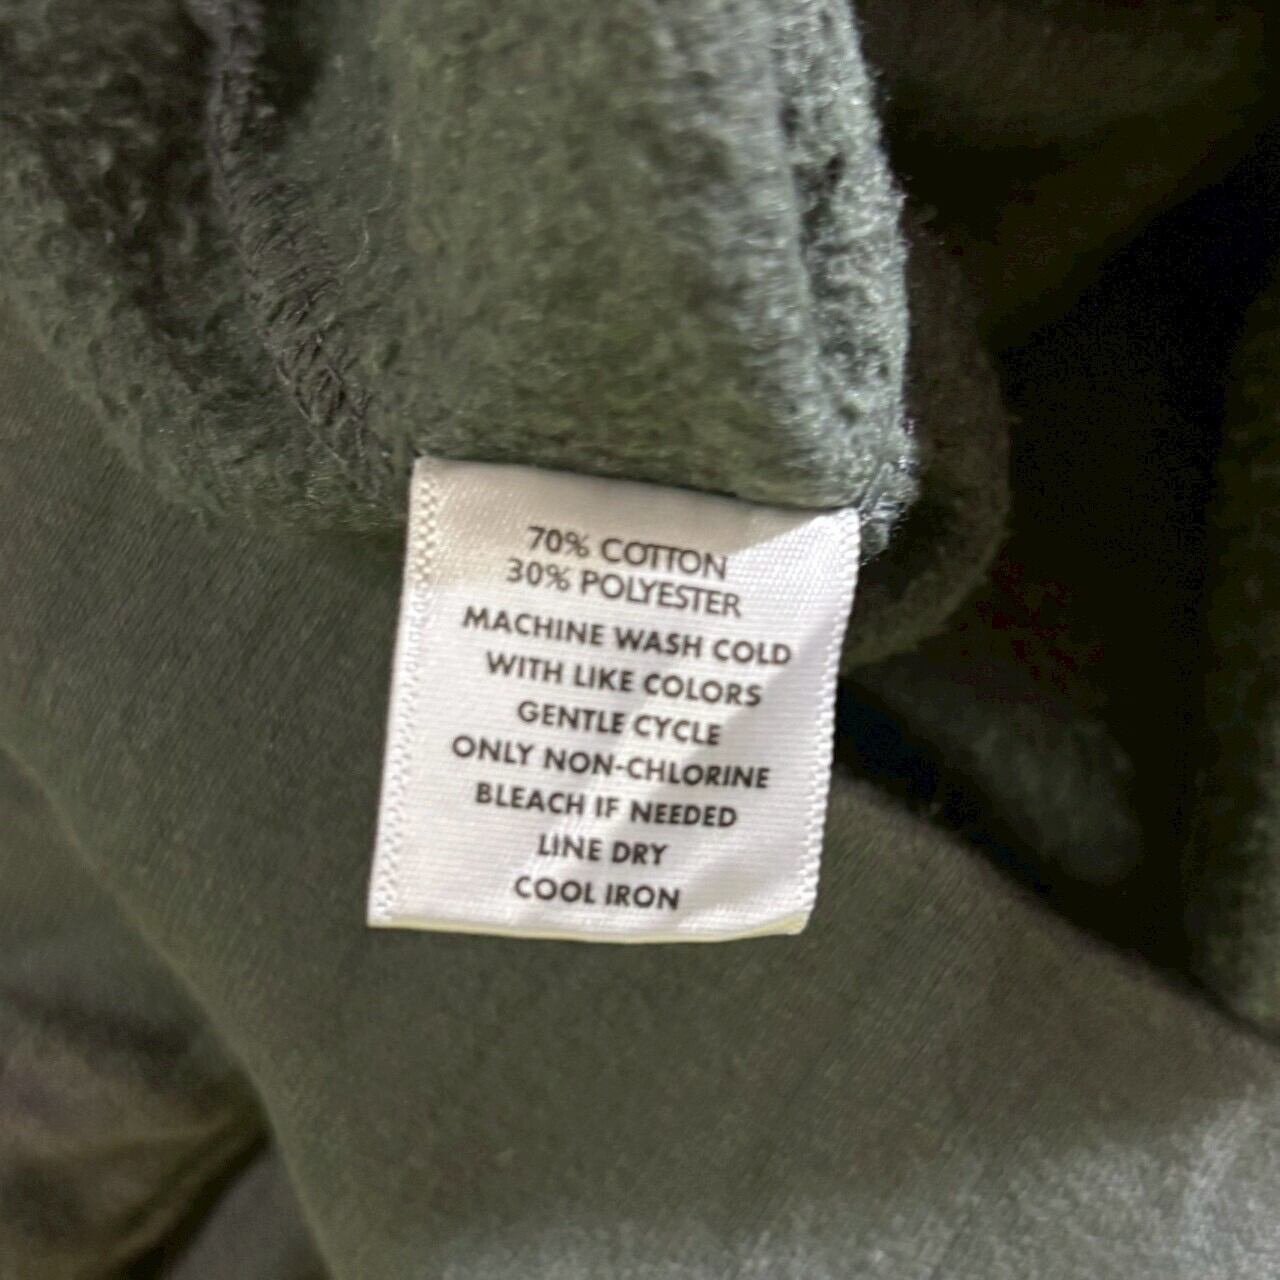 70% COTTON
30% POLYESTER
MACHINE WASH COLD
WITH LIKE COLORS
GENTLE CYCLE
ONLY NON-CHLORINE
BLEACH IF NEEDED
LINE DRY
COOL IRON